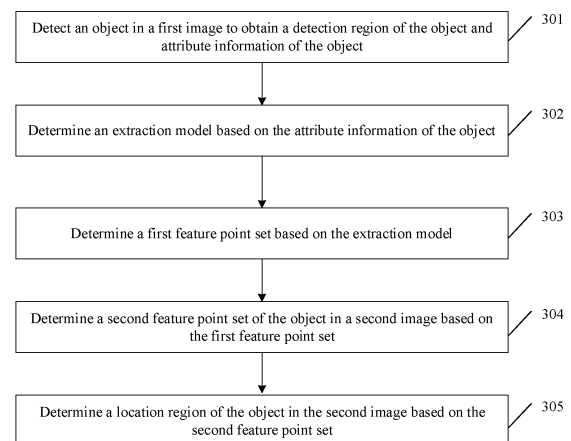 Detect an object in a first image to obtain a detection region of the object and
attribute information of the object
301
Determine an extraction model based on the attribute information of the object
302
Determine a first feature point set based on the extraction model
303
Determine a second feature point set of the object in a second image based on
the first feature point set
304
Determine a location region of the object in the second image based on the
second feature point set
305